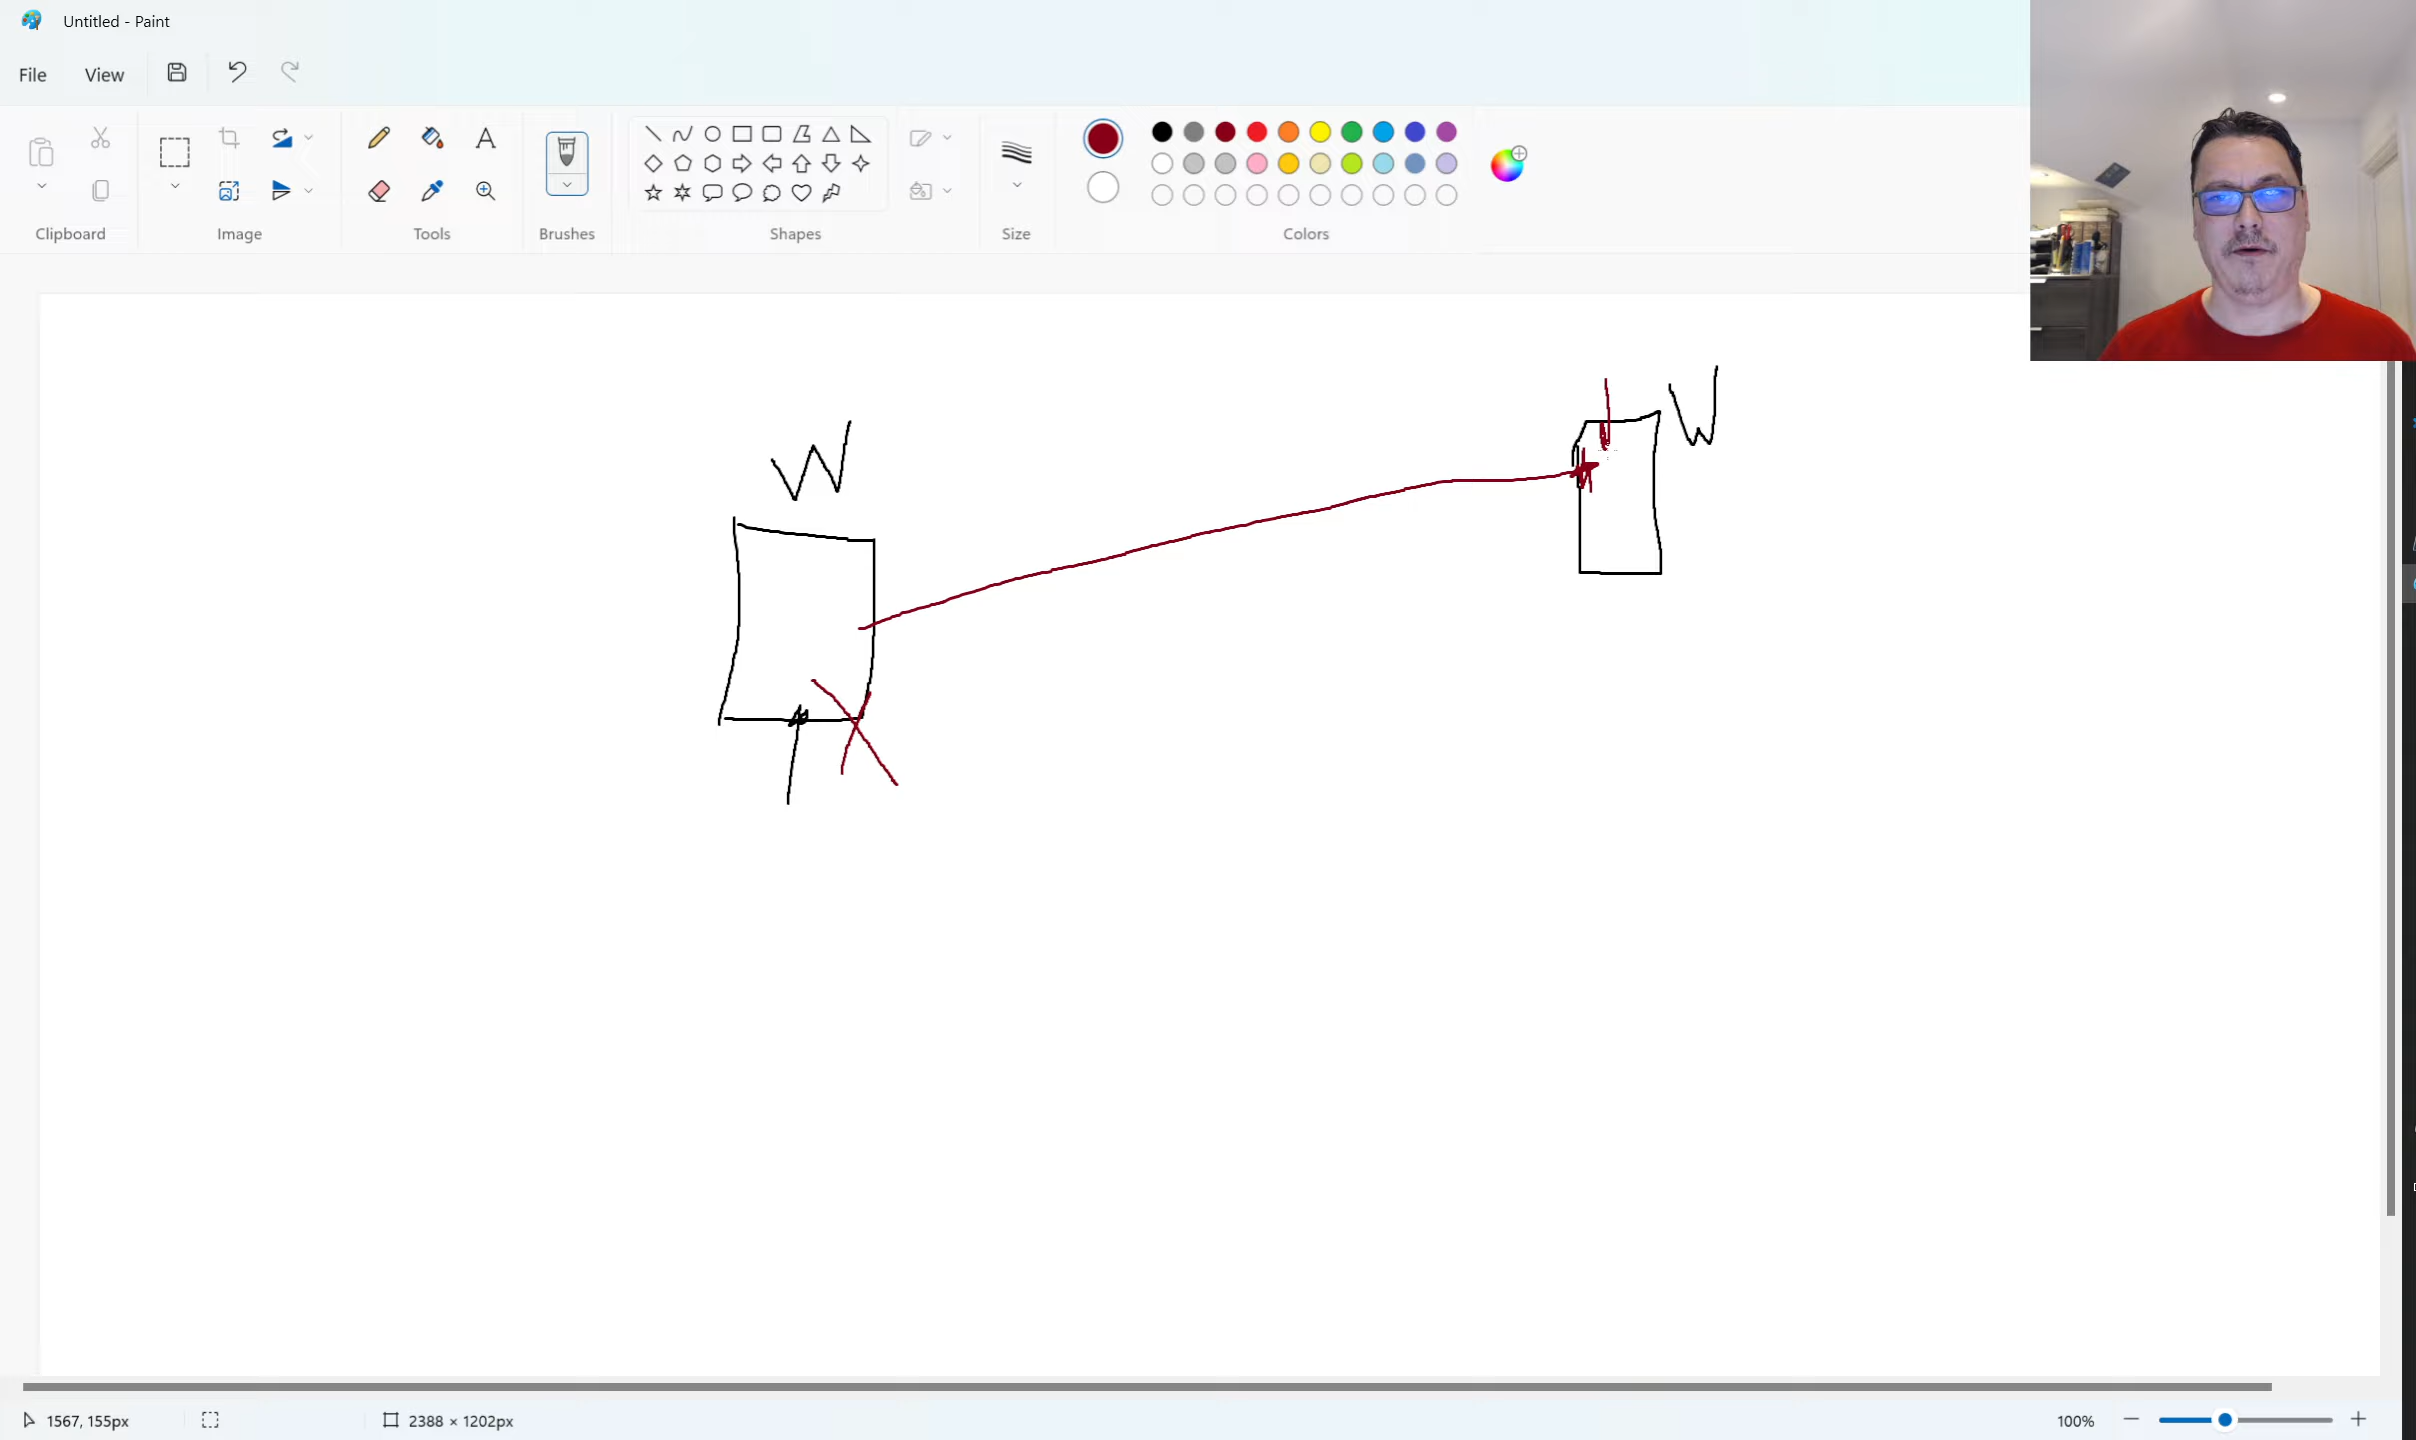 Untitled - Paint
File
View
Clipboard
Image
Tools
Brushes
Shapes
Size
Colors
W
W
1567, 155px
2388 × 1202px
100%